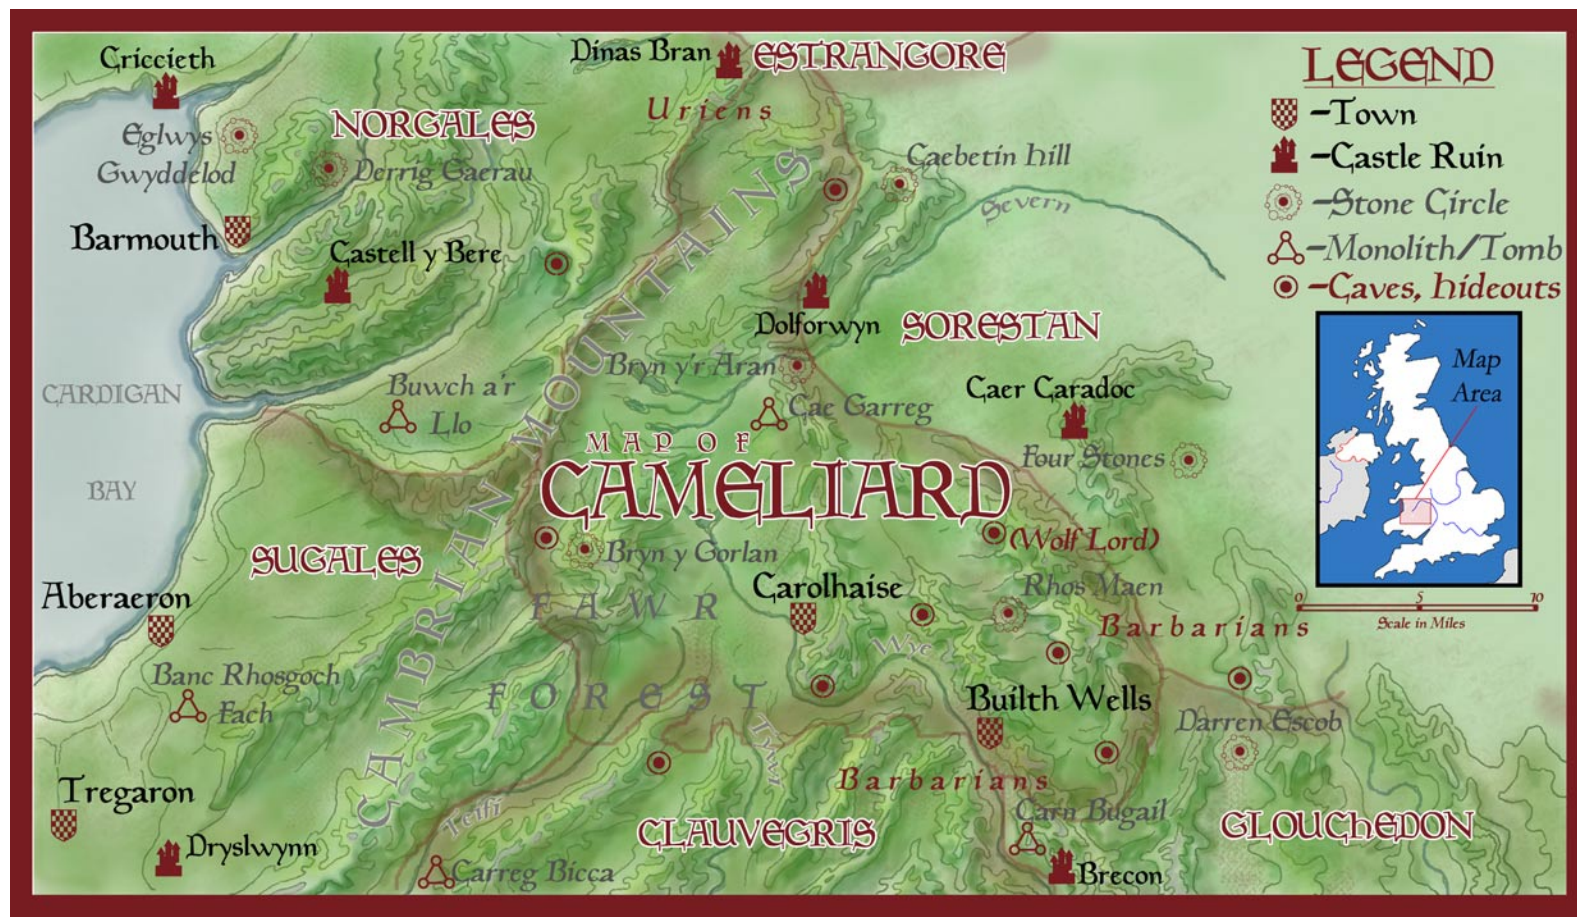 Criccieth
Dinas Bran
ESTRANGORE
LEGEND
Uriens
–Town
NORGALES
Eglwys
Gwyddelod
Derrig Gaerau
Caebetin hill
–Castle Ruin
–Stone Circle
Severn
Barmouth
Castell y Bere
–Monolith/Tomb
–Caves, hideouts
Dolforwyn
SORESTAN
CARDIGAN
BAY
Buwch a'r
Llo
Bryn y'r Aran
Cae Garreg
Caer Caradoc
Map
Area
MAP OF
CAMELIARD
Four Stones
CAMBRIAN MOUNTAINS
(Wolf Lord)
SUGALES
Bryn y Gorlan
Carolhaise
Rhos Maen
Aberaeron
FAWR
FOREST
Wye
Barbarians
0 5 10
Scale in Miles
Banc Rhosgoch
Fach
Builth Wells
Darren Escob
Tywi
Tregaron
Barbarians
Teifi
Carn Bugail
CLAUVEGRIS
GLOUChEDON
Dryslwynn
Carreg Bicca
Brecon